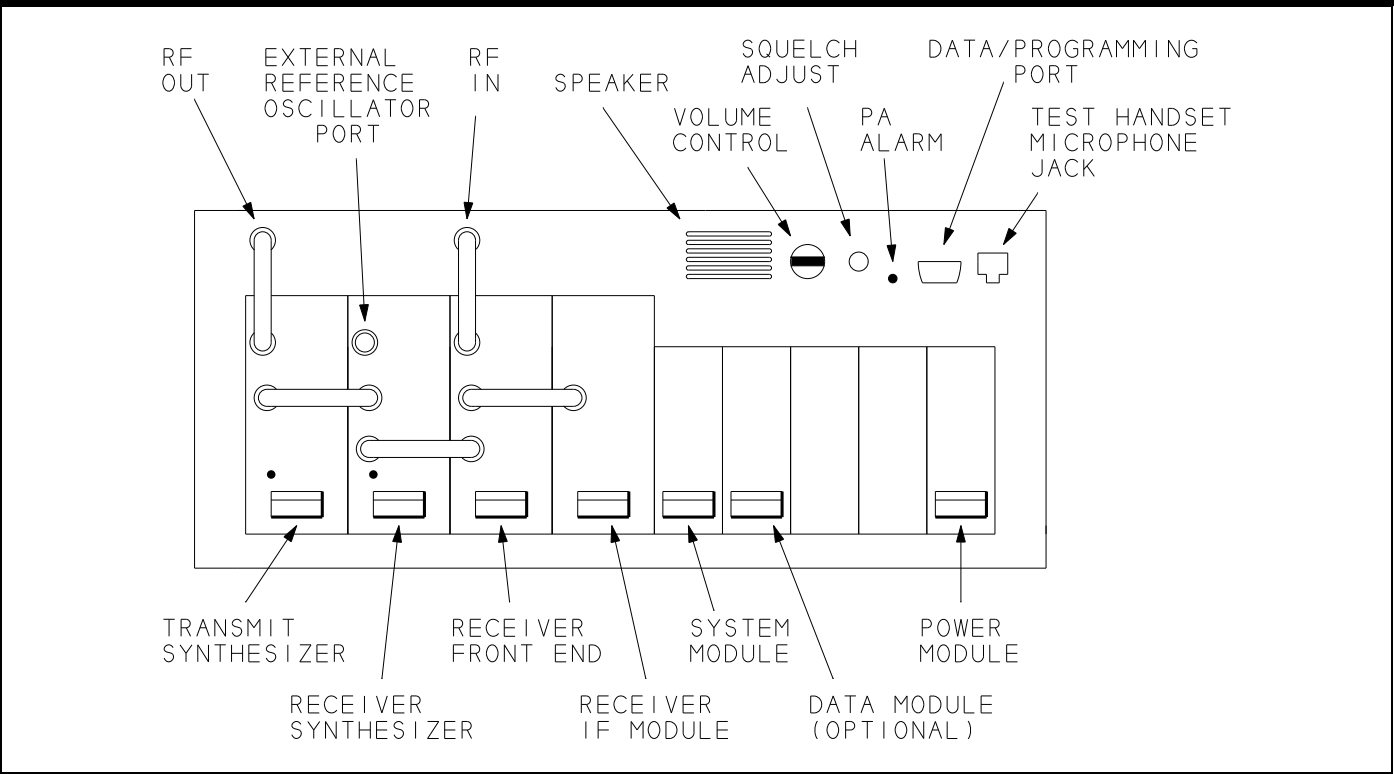 RF
OUT
EXTERNAL
REFERENCE
OSCILLATOR
PORT
RF
IN
SPEAKER
SQUELCH
ADJUST
VOLUME
CONTROL
PA
ALARM
DATA/PROGRAMMING
PORT
TEST HANDSET
MICROPHONE
JACK
TRANSMIT
SYNTHESIZER
RECEIVER
SYNTHESIZER
RECEIVER
FRONT END
RECEIVER
IF MODULE
SYSTEM
MODULE
DATA MODULE
(OPTIONAL)
POWER
MODULE